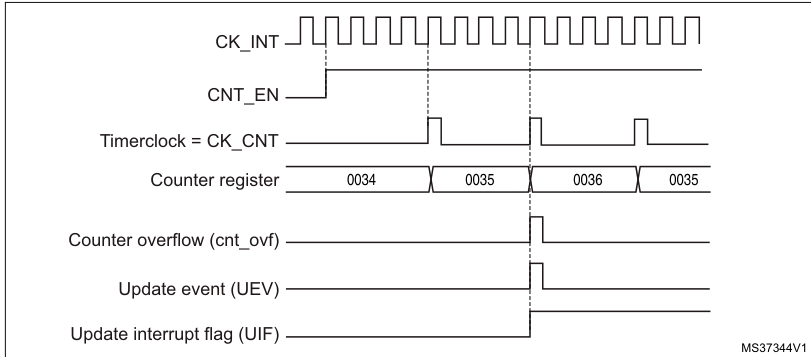 CK_INT
CNT_EN
Timerclock = CK_CNT
Counter register 0034 0035 0036 0035
Counter overflow (cnt_ovf)
Update event (UEV)
Update interrupt flag (UIF)
MS37344V1